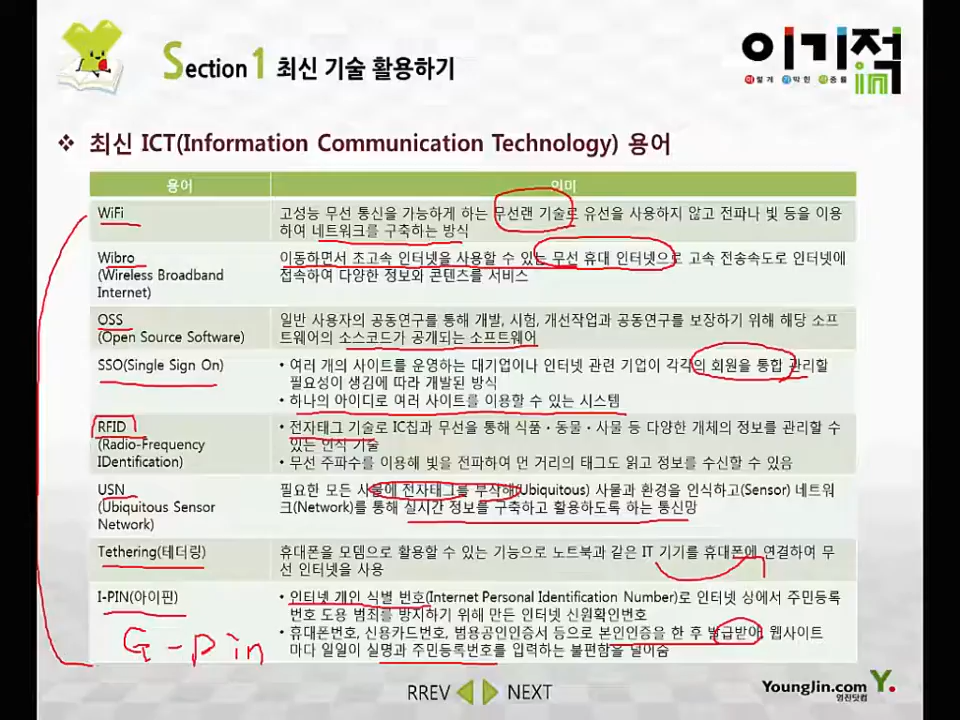 Section 1 최신 기술 활용하기
이기적in
이렇게 기막힌 적중률
❖ 최신 ICT(Information Communication Technology) 용어
용어 의미
WiFi
고성능 무선 통신을 가능하게 하는 무선랜 기술로 유선을 사용하지 않고 전파나 빛 등을 이용
하여 네트워크를 구축하는 방식
Wibro
(Wireless Broadband
Internet)
이동하면서 초고속 인터넷을 사용할 수 있는 무선 휴대 인터넷으로 고속 전송속도로 인터넷에
접속하여 다양한 정보와 콘텐츠를 서비스
OSS
(Open Source Software)
일반 사용자의 공동연구를 통해 개발, 시험, 개선작업과 공동연구를 보장하기 위해 해당 소프
트웨어의 소스코드가 공개되는 소프트웨어
SSO(Single Sign On)
• 여러 개의 사이트를 운영하는 대기업이나 인터넷 관련 기업이 각각의 회원을 통합 관리할
필요성이 생김에 따라 개발된 방식
• 하나의 아이디로 여러 사이트를 이용할 수 있는 시스템
RFID
(Radio-Frequency
IDentification)
• 전자태그 기술로 IC칩과 무선을 통해 식품·동물·사물 등 다양한 개체의 정보를 관리할 수
있는 인식 기술
• 무선 주파수를 이용해 빛을 전파하여 먼 거리의 태그도 읽고 정보를 수신할 수 있음
USN
(Ubiquitous Sensor
Network)
필요한 모든 사물에 전자태그를 부착해(Ubiquitous) 사물과 환경을 인식하고(Sensor) 네트워
크(Network)를 통해 실시간 정보를 구축하고 활용하도록 하는 통신망
Tethering(테더링)
휴대폰을 모뎀으로 활용할 수 있는 기능으로 노트북과 같은 IT 기기를 휴대폰에 연결하여 무
선 인터넷을 사용
I-PIN(아이핀)
• 인터넷 개인 식별 번호(Internet Personal Identification Number)로 인터넷 상에서 주민등록
번호 도용 범죄를 방지하기 위해 만든 인터넷 신원확인번호
• 휴대폰번호, 신용카드번호, 범용공인인증서 등으로 본인인증을 한 후 발급받아 웹사이트
마다 일일이 실명과 주민등록번호를 입력하는 불편함을 덜어줌
G-pin
RREV NEXT
YoungJin.com Y.
영진닷컴